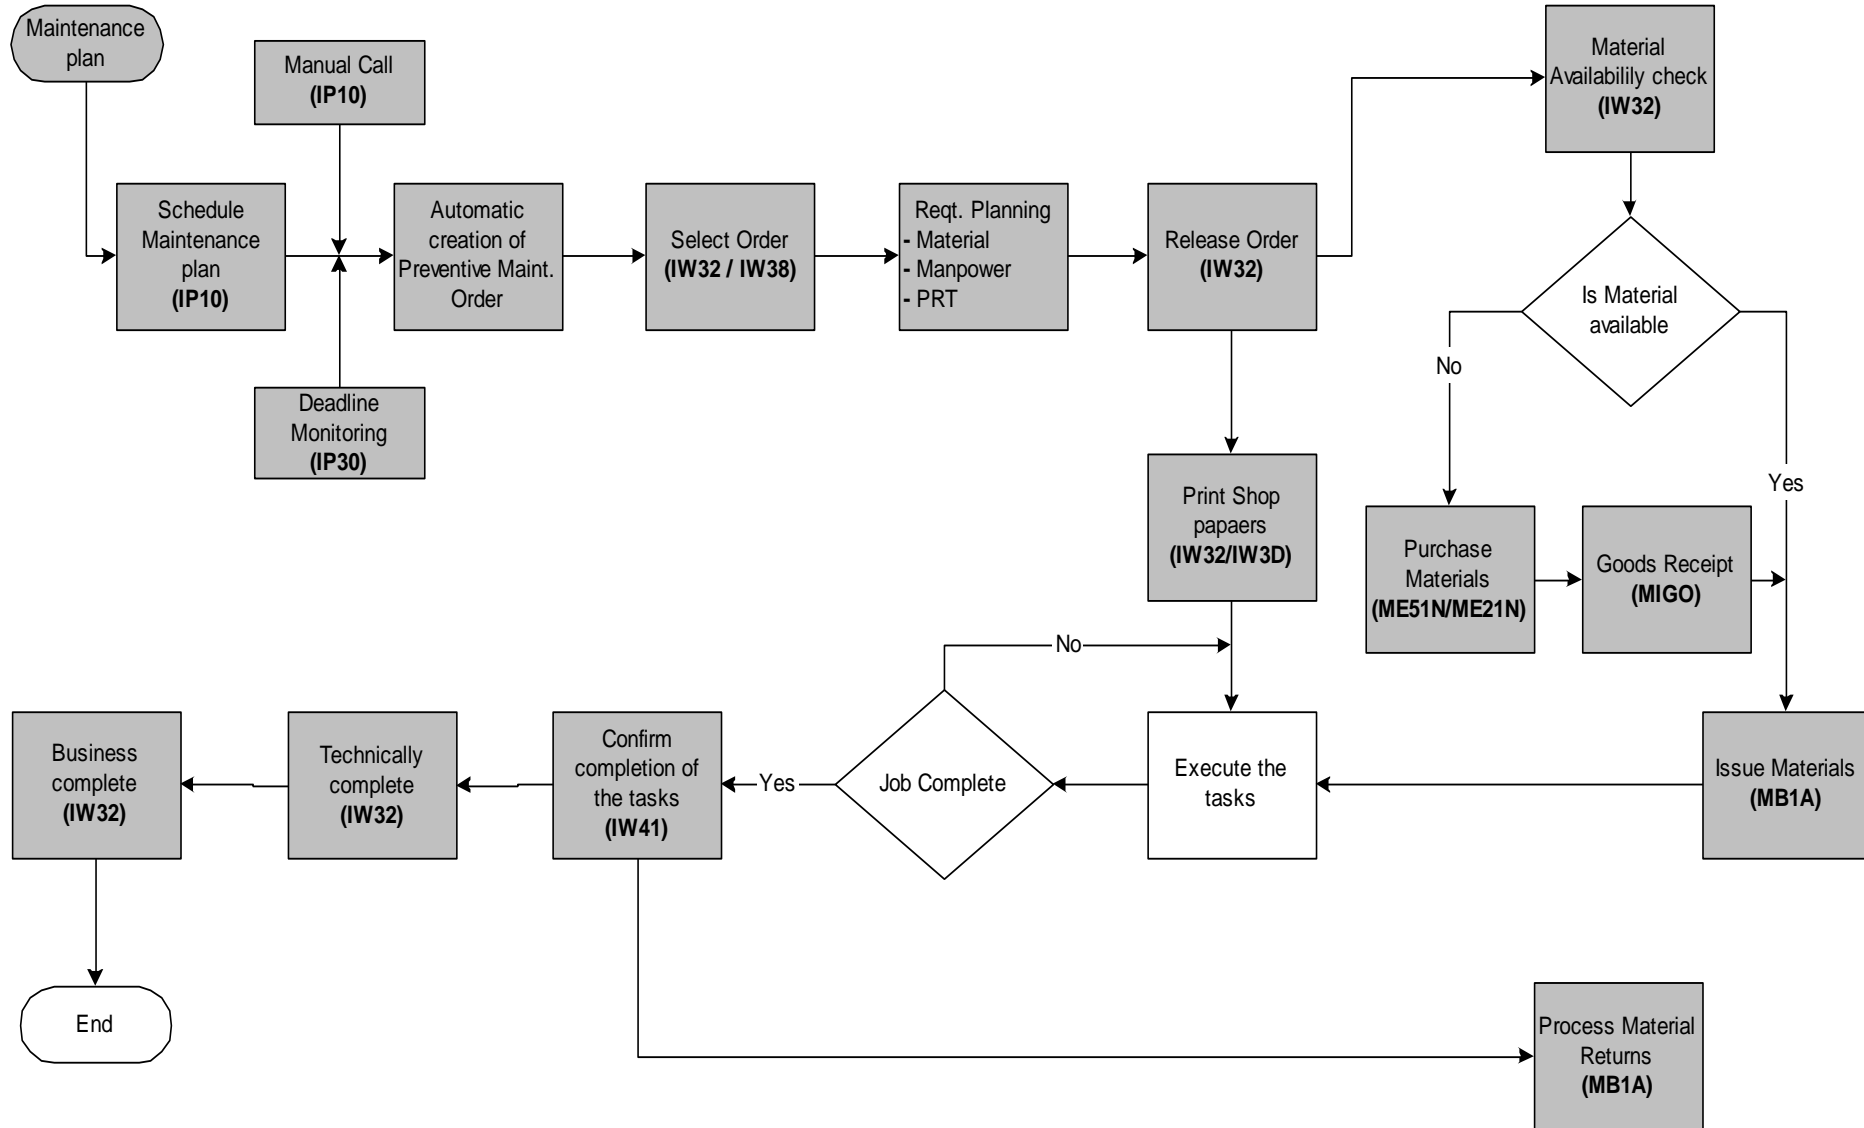 Maintenance
plan
Manual Call
(IP10)
Material
Availabilily check
(IW32)
Schedule
Maintenance
plan
(IP10)
Automatic
creation of
Preventive Maint.
Order
Select Order
(IW32 / IW38)
Reqt. Planning
- Material
- Manpower
- PRT
Release Order
(IW32)
Is Material
available
No
Yes
Deadline
Monitoring
(IP30)
Print Shop
papaers
(IW32/IW3D)
Purchase
Materials
(ME51N/ME21N)
Goods Receipt
(MIGO)
No
Business
complete
(IW32)
Technically
complete
(IW32)
Confirm
completion of
the tasks
(IW41)
Yes
Job Complete
Execute the
tasks
Issue Materials
(MB1A)
End
Process Material
Returns
(MB1A)